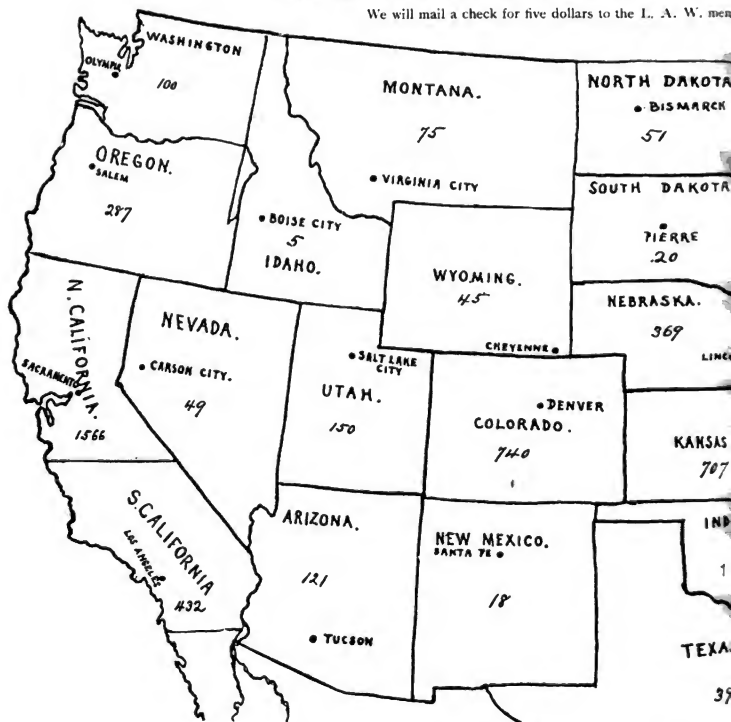 We will mail a check for five dollars to the L. A. W.
WASHINGTON
OLYMPIA
100
MONTANA.
75
VIRGINIA CITY
NORTH DAKOTA
BISMARCK
51
OREGON.
SALEM
287
BOISE CITY
5
IDAHO.
SOUTH DAKOTA
PIERRE
20
WYOMING.
45
CHEYENNE
NEBRASKA.
369
N. CALIFORNIA.
SACRAMENTO
1566
NEVADA.
CARSON CITY.
49
SALT LAKE
CITY
UTAH.
150
DENVER
COLORADO.
740
KANSAS
707
S. CALIFORNIA
LOS ANGELES
432
ARIZONA.
121
TUCSON
NEW MEXICO.
SANTA FE
18
IND
1
TEXA
39